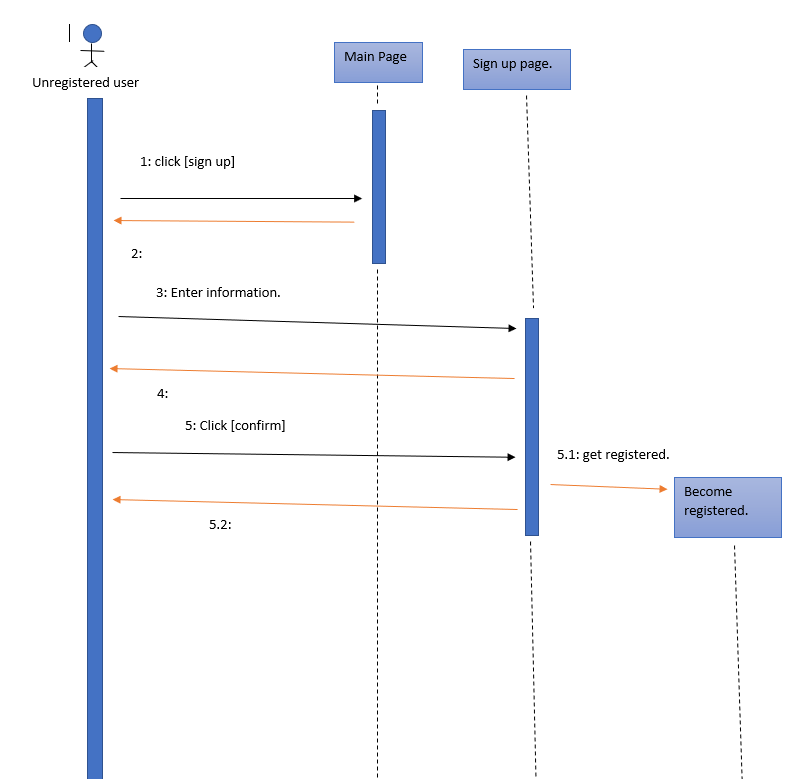 Unregistered user
Main Page
Sign up page.
1: click [sign up]
2:
3: Enter information.
4:
5: Click [confirm]
5.1: get registered.
Become
registered.
5.2: